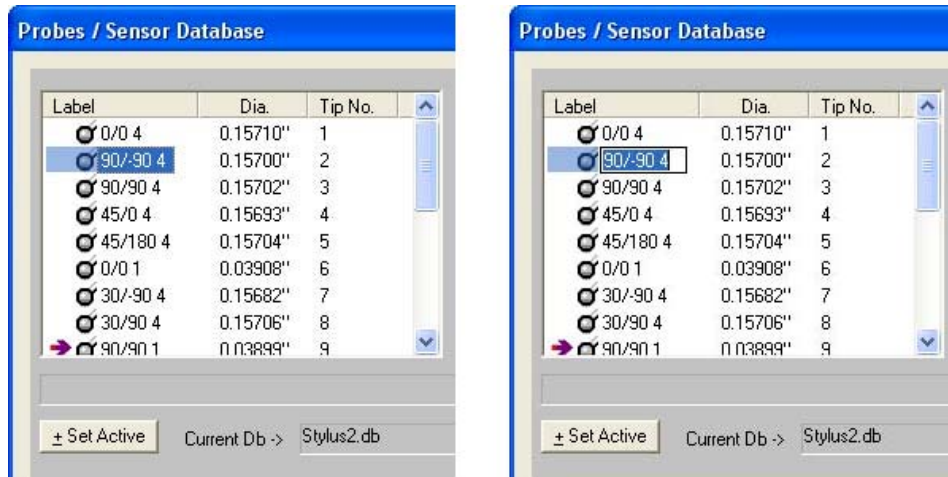 Probes / Sensor Database
Label Dia. Tip No.
0/0 4 0.15710" 1
90/-90 4 0.15700" 2
90/90 4 0.15702" 3
45/0 4 0.15693" 4
45/180 4 0.15704" 5
0/0 1 0.03908" 6
30/-90 4 0.15682" 7
30/90 4 0.15706" 8
90/90 1 0.03899" 9
± Set Active Current Db -> Stylus2.db
Probes / Sensor Database
Label Dia. Tip No.
0/0 4 0.15710" 1
90/-90 4 0.15700" 2
90/90 4 0.15702" 3
45/0 4 0.15693" 4
45/180 4 0.15704" 5
0/0 1 0.03908" 6
30/-90 4 0.15682" 7
30/90 4 0.15706" 8
90/90 1 0.03899" 9
± Set Active Current Db -> Stylus2.db